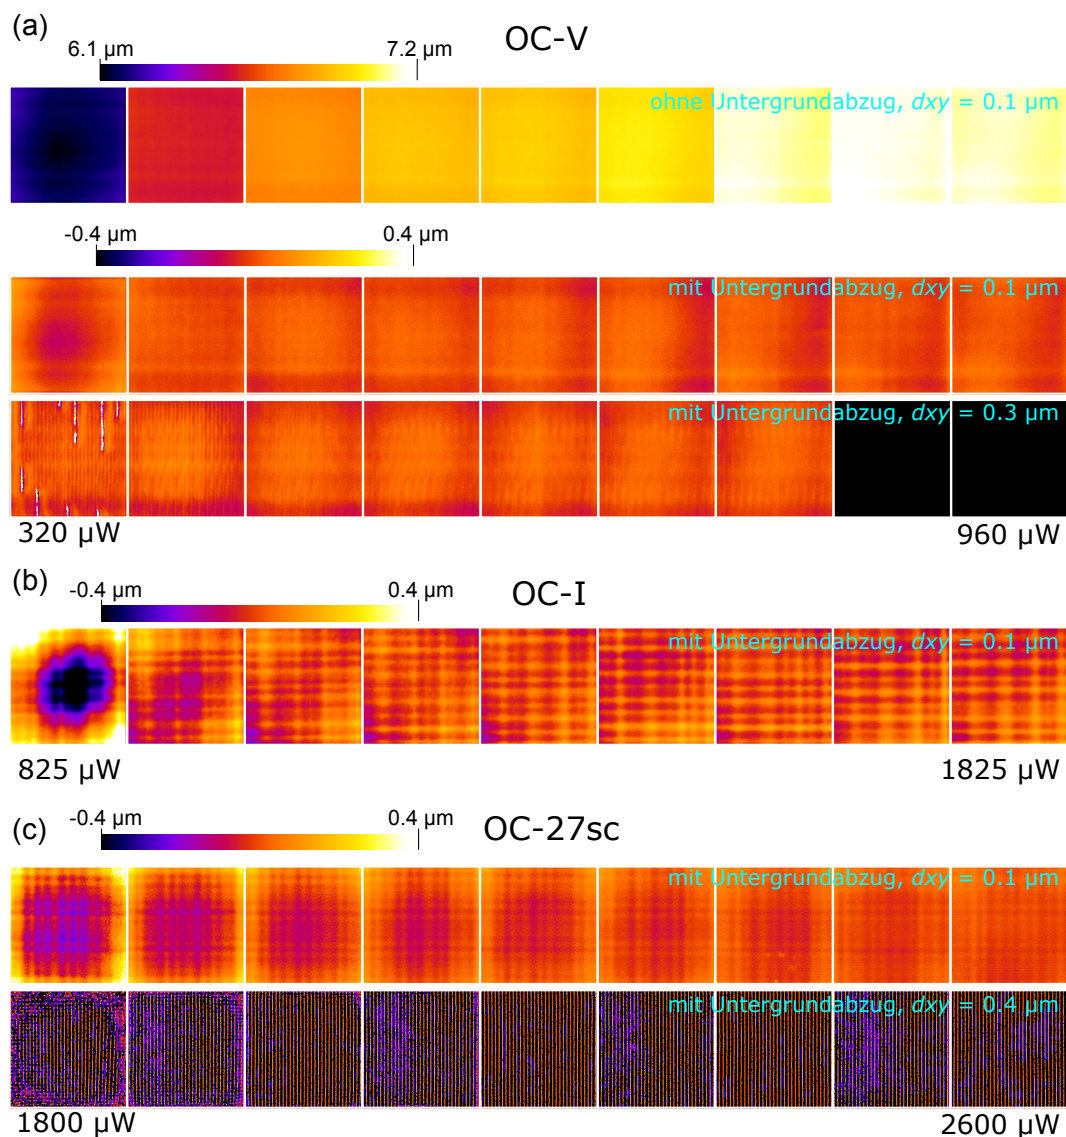 (a)
OC-V
6.1 µm 7.2 µm
ohne Untergrundabzug, dxy = 0.1 µm
-0.4 µm 0.4 µm
mit Untergrundabzug, dxy = 0.1 µm
mit Untergrundabzug, dxy = 0.3 µm
320 µW 960 µW
(b)
OC-I
-0.4 µm 0.4 µm
mit Untergrundabzug, dxy = 0.1 µm
825 µW 1825 µW
(c)
OC-27sc
-0.4 µm 0.4 µm
mit Untergrundabzug, dxy = 0.1 µm
mit Untergrundabzug, dxy = 0.4 µm
1800 µW 2600 µW